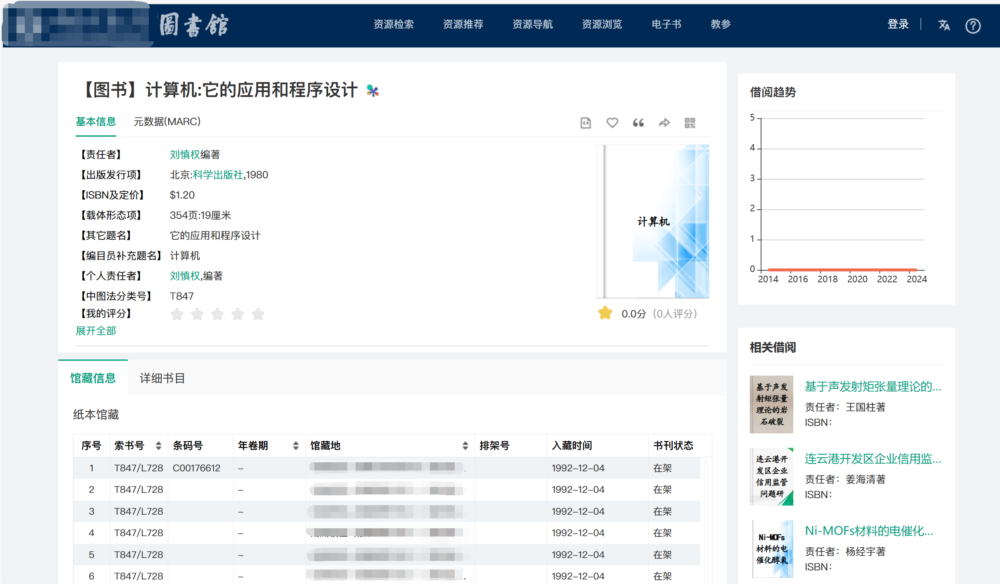 圖書館
资源检索 资源推荐 资源导航 资源浏览 电子书 教参 登录
【图书】计算机:它的应用和程序设计
基本信息 元数据(MARC)
【责任者】 刘慎权编著
【出版发行项】 北京:科学出版社,1980
【ISBN及定价】 $1.20
【载体形态项】 354页:19厘米
【其它题名】 它的应用和程序设计
【编目员补充题名】 计算机
【个人责任者】 刘慎权,编著
【中图法分类号】 T847
【我的评分】
展开全部
计算机
0.0分 (0人评分)
借阅趋势
5
4
3
2
1
0
2014 2016 2018 2020 2022 2024
馆藏信息 详细书目
纸本馆藏
序号 索书号 条码号 年卷期 馆藏地 排架号 入藏时间 书刊状态
1 T847/L728 C00176612 – 1992–12–04 在架
2 T847/L728 – 1992–12–04 在架
3 T847/L728 – 1992–12–04 在架
4 T847/L728 – 1992–12–04 在架
5 T847/L728 – 1992–12–04 在架
6 T847/L728 – 1992–12–04 在架
相关借阅
基于声发
射矩张量
理论的岩
石破裂
基于声发射矩张量理论的...
责任者：王国柱著
ISBN：
连云港开
发区企业
信用监管
问题研
连云港开发区企业信用监...
责任者：姜海清著
ISBN：
Ni-MOFs
材料的电
催化醇氧
Ni-MOFs材料的电催化...
责任者：杨经宇著
ISBN：